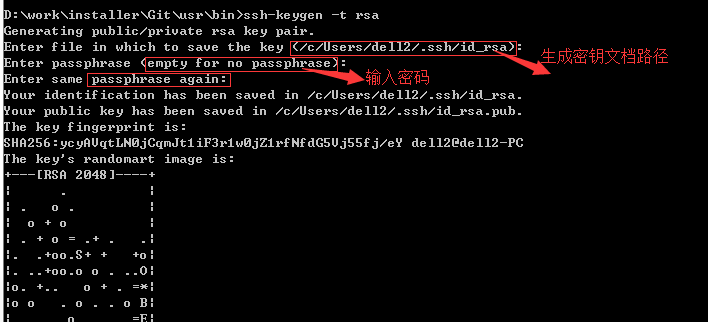 D:\work\installer\Git\usr\bin>ssh-keygen -t rsa
Generating public/private rsa key pair.
Enter file in which to save the key (/c/Users/dell2/.ssh/id_rsa):
生成密钥文档路径
Enter passphrase (empty for no passphrase):
输入密码
Enter same passphrase again:
Your identification has been saved in /c/Users/dell2/.ssh/id_rsa.
Your public key has been saved in /c/Users/dell2/.ssh/id_rsa.pub.
The key fingerprint is:
SHA256:ycyAVqtLN0jCqmJt1iF3r1w0jZ1rfNfdG5Vj55fj/eY dell2@dell2-PC
The key's randomart image is:
+---[RSA 2048]----+
|      .          |
| .   o .         |
|  o + o          |
| . + o = .+ .   .|
|.  .+oo.S+ +   +o|
|. ..+oo.o o . ..O|
|o. +..   o + . =*|
|o o   . o . . o B|
|       o      =E|